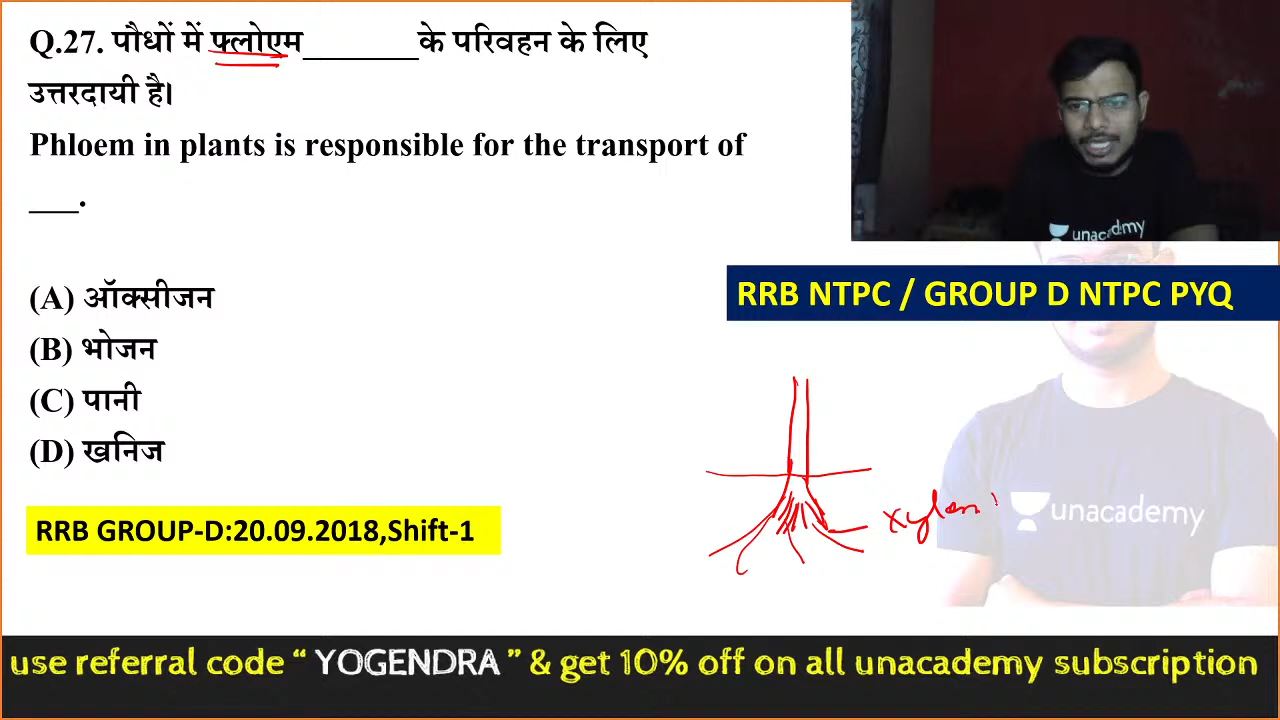 Q.27. पौधों में फ्लोएम_______ के परिवहन के लिए
उत्तरदायी है।
Phloem in plants is responsible for the transport of
___.
(A) ऑक्सीजन
(B) भोजन
(C) पानी
(D) खनिज
RRB GROUP-D:20.09.2018,Shift-1
unacademy
RRB NTPC / GROUP D NTPC PYQ
xylem
unacademy
use referral code “ YOGENDRA ” & get 10% off on all unacademy subscription